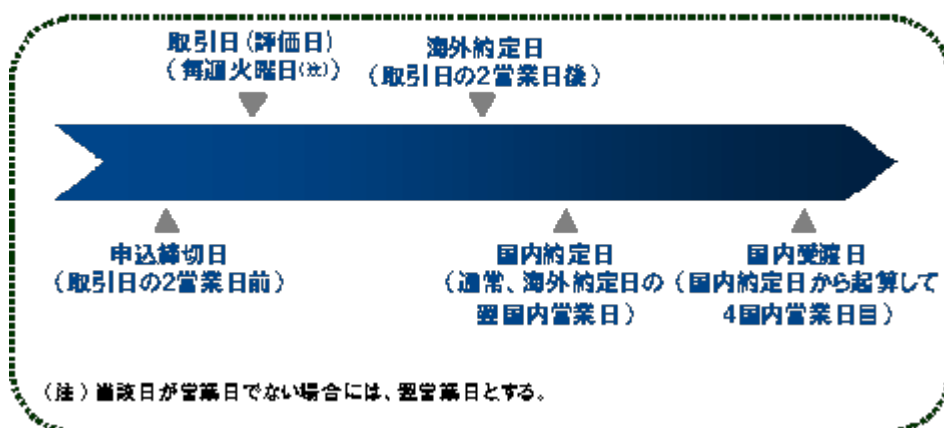 取引日(評価日)
(毎週火曜日(注))
海外約定日
(取引日の2営業日後)
申込締切日
(取引日の2営業日前)
国内約定日
(通常、海外約定日の
翌国内営業日)
国内受渡日
(国内約定日から起算して
4国内営業日目)
(注)当該日が営業日でない場合には、翌営業日とする。